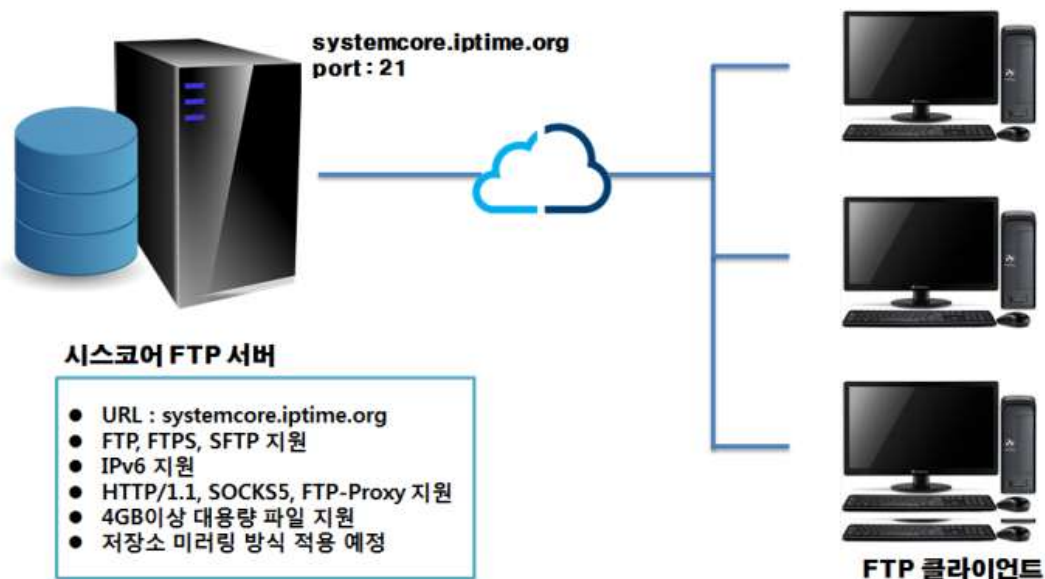 systemcore.iptime.org
port : 21
시스코어 FTP 서버
● URL : systemcore.iptime.org
● FTP, FTPS, SFTP 지원
● IPv6 지원
● HTTP/1.1, SOCKS5, FTP-Proxy 지원
● 4GB이상 대용량 파일 지원
● 저장소 미러링 방식 적용 예정
FTP 클라이언트